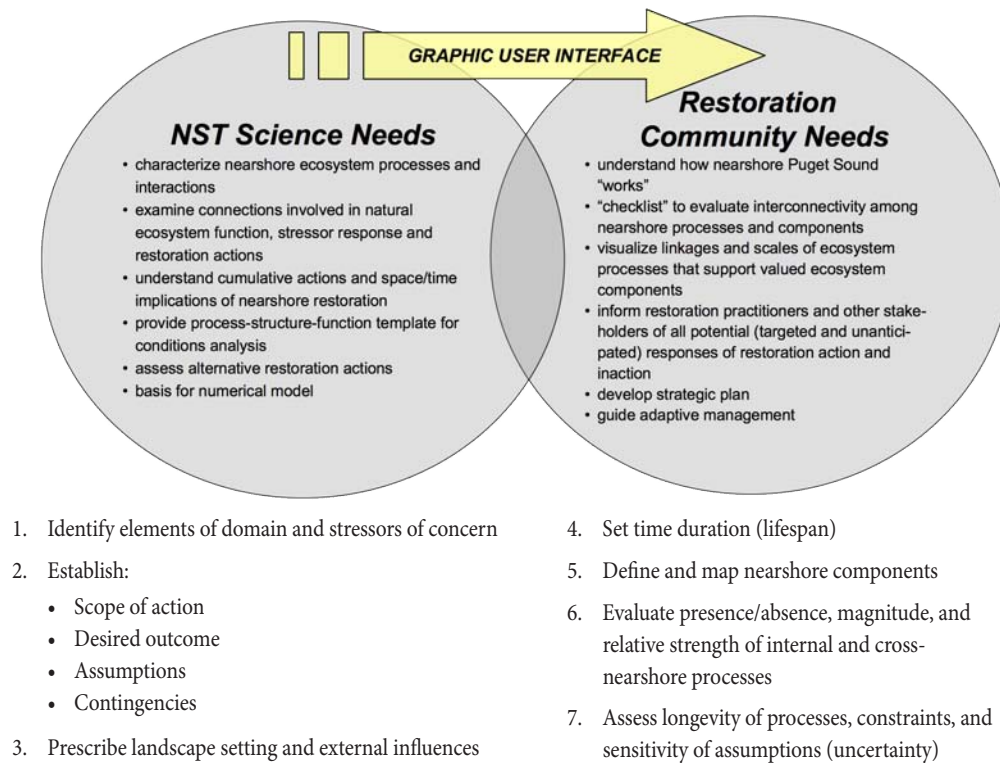 GRAPHIC USER INTERFACE
NST Science Needs
• characterize nearshore ecosystem processes and
interactions
• examine connections involved in natural
ecosystem function, stressor response and
restoration actions
• understand cumulative actions and space/time
implications of nearshore restoration
• provide process-structure-function template for
conditions analysis
• assess alternative restoration actions
• basis for numerical model
Restoration
Community Needs
• understand how nearshore Puget Sound
"works"
• "checklist" to evaluate interconnectivity among
nearshore processes and components
• visualize linkages and scales of ecosystem
processes that support valued ecosystem
components
• inform restoration practitioners and other stake-
holders of all potential (targeted and unantici-
pated) responses of restoration action and
inaction
• develop strategic plan
• guide adaptive management
1. Identify elements of domain and stressors of concern
2. Establish:
• Scope of action
• Desired outcome
• Assumptions
• Contingencies
3. Prescribe landscape setting and external influences
4. Set time duration (lifespan)
5. Define and map nearshore components
6. Evaluate presence/absence, magnitude, and
relative strength of internal and cross-
nearshore processes
7. Assess longevity of processes, constraints, and
sensitivity of assumptions (uncertainty)